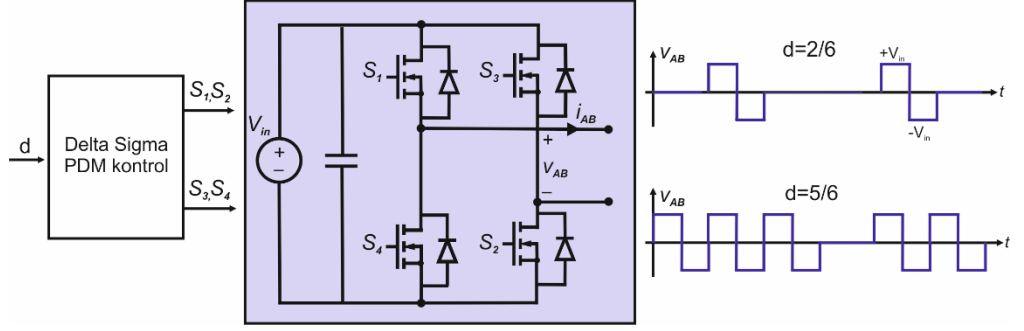 d
Delta Sigma
PDM kontrol
S1,S2
S3,S4
Vin
+
–
S1
S3
S4
S2
iAB
+
vAB
–
vAB
d=2/6
+Vin
-Vin
t
vAB
d=5/6
t